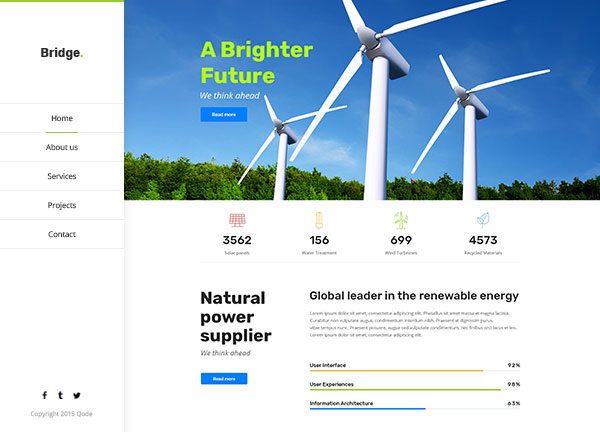 Bridge.
Home
About us
Services
Projects
Contact
Copyright 2015 Qode
A Brighter
Future
We think ahead
Read more
3562
156
699
4573
Solar panels
Water Treatment
Wind Turbines
Recycled Materials
Natural
power
supplier
We think ahead
Read more
Global leader in the renewable energy
Lorem ipsum dolor sit amet, consectetur adipiscing elit. Phasellus sit amet massa et magna lacinia.
Curabitur vulputate augue, condimentum interdum massa porta a. Praesent at dignissim purus,
vitae tempus nunc. Praesent posuere, augue sed vulputate condimentum, nec finibus orci lacus eu lacus.
Lorem ipsum dolor sit amet, consectetur adipiscing elit.
User Interface 92%
User Experiences 98%
Information Architecture 63%